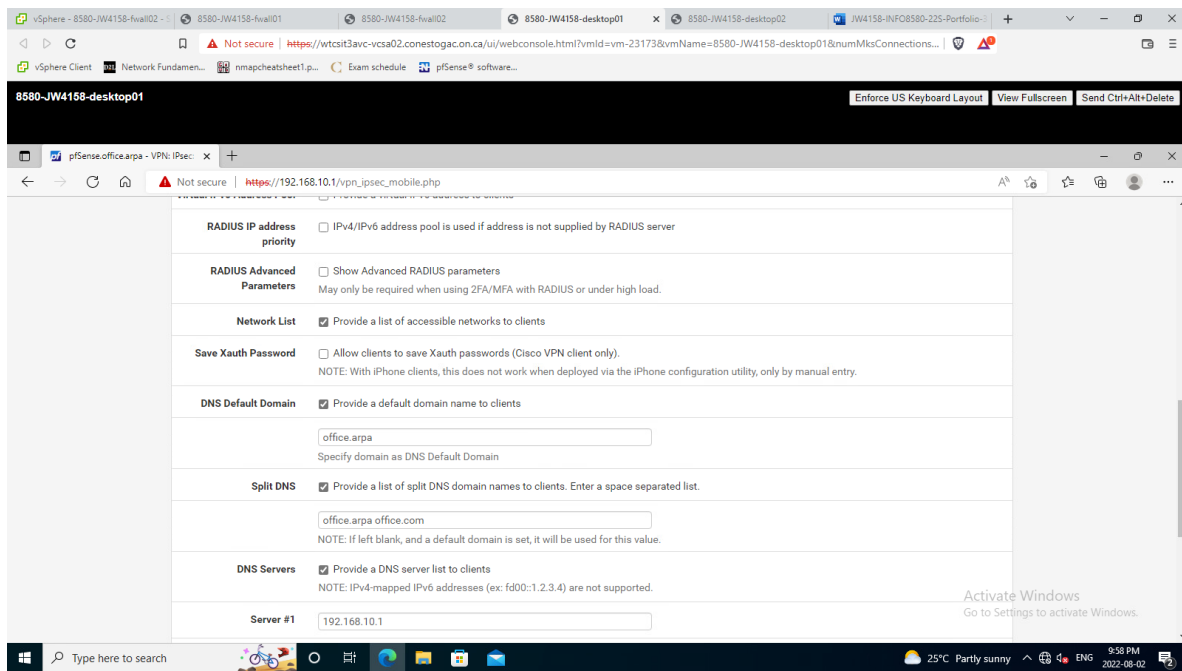 vSphere - 8580-JW4158-fwall02 - S
8580-JW4158-fwall01
8580-JW4158-fwall02
8580-JW4158-desktop01
8580-JW4158-desktop02
JW4158-INFO8580-22S-Portfolio-3
Not secure | https://wtcsit3avc-vcsa02.conestogac.on.ca/ui/webconsole.html?vmId=vm-23173&vmName=8580-JW4158-desktop01&numMksConnections...
vSphere Client
D2L
Network Fundamen...
nmapcheatsheet1.p...
Exam schedule
pfSense® software...
8580-JW4158-desktop01
Enforce US Keyboard Layout
View Fullscreen
Send Ctrl+Alt+Delete
pfSense.office.arpa - VPN: IPsec:
Not secure | https://192.168.10.1/vpn_ipsec_mobile.php
RADIUS IP address priority
IPv4/IPv6 address pool is used if address is not supplied by RADIUS server
RADIUS Advanced Parameters
Show Advanced RADIUS parameters
May only be required when using 2FA/MFA with RADIUS or under high load.
Network List
Provide a list of accessible networks to clients
Save Xauth Password
Allow clients to save Xauth passwords (Cisco VPN client only).
NOTE: With iPhone clients, this does not work when deployed via the iPhone configuration utility, only by manual entry.
DNS Default Domain
Provide a default domain name to clients
office.arpa
Specify domain as DNS Default Domain
Split DNS
Provide a list of split DNS domain names to clients. Enter a space separated list.
office.arpa office.com
NOTE: If left blank, and a default domain is set, it will be used for this value.
DNS Servers
Provide a DNS server list to clients
NOTE: IPv4-mapped IPv6 addresses (ex: fd00::1.2.3.4) are not supported.
Server #1
192.168.10.1
Activate Windows
Go to Settings to activate Windows.
Type here to search
25°C Partly sunny
ENG
9:58 PM
2022-08-02
2